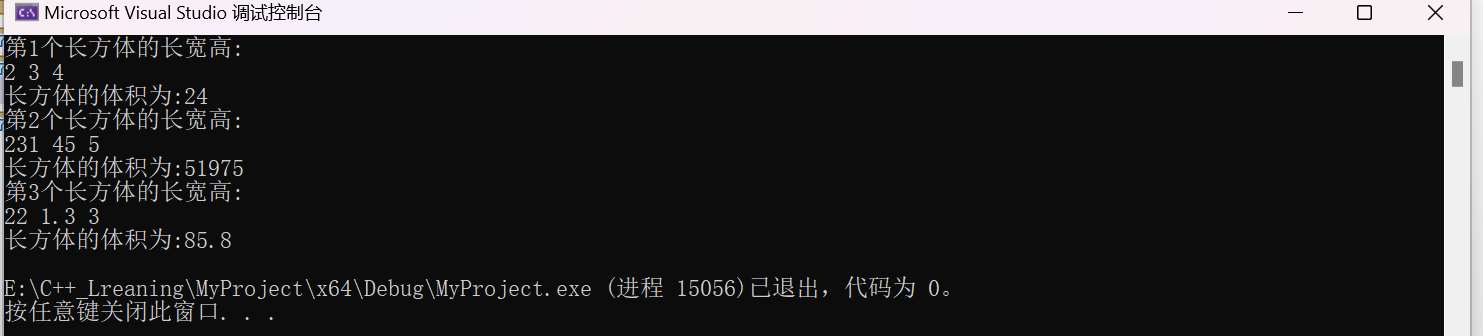 Microsoft Visual Studio 调试控制台
第1个长方体的长宽高:
2 3 4
长方体的体积为:24
第2个长方体的长宽高:
231 45 5
长方体的体积为:51975
第3个长方体的长宽高:
22 1.3 3
长方体的体积为:85.8
E:\C++_Lreaning\MyProject\x64\Debug\MyProject.exe (进程 15056)已退出，代码为 0。
按任意键关闭此窗口. . .